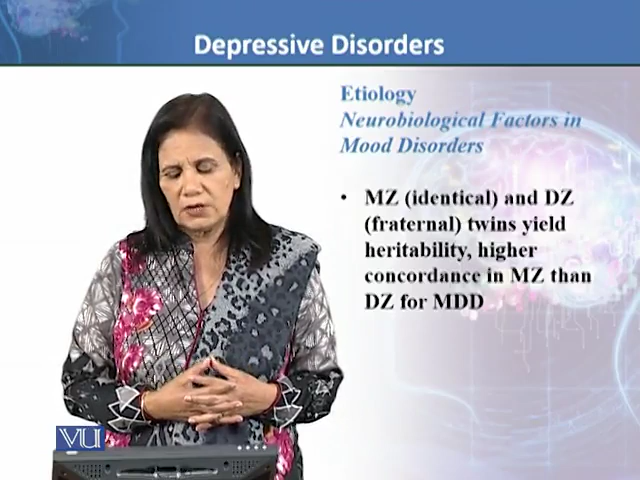 Depressive Disorders
Etiology
Neurobiological Factors in
Mood Disorders
• MZ (identical) and DZ
(fraternal) twins yield
heritability, higher
concordance in MZ than
DZ for MDD
VU